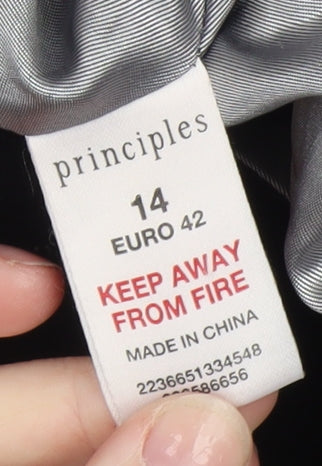 principles
14
EURO 42
KEEP AWAY
FROM FIRE
MADE IN CHINA
2236651334548